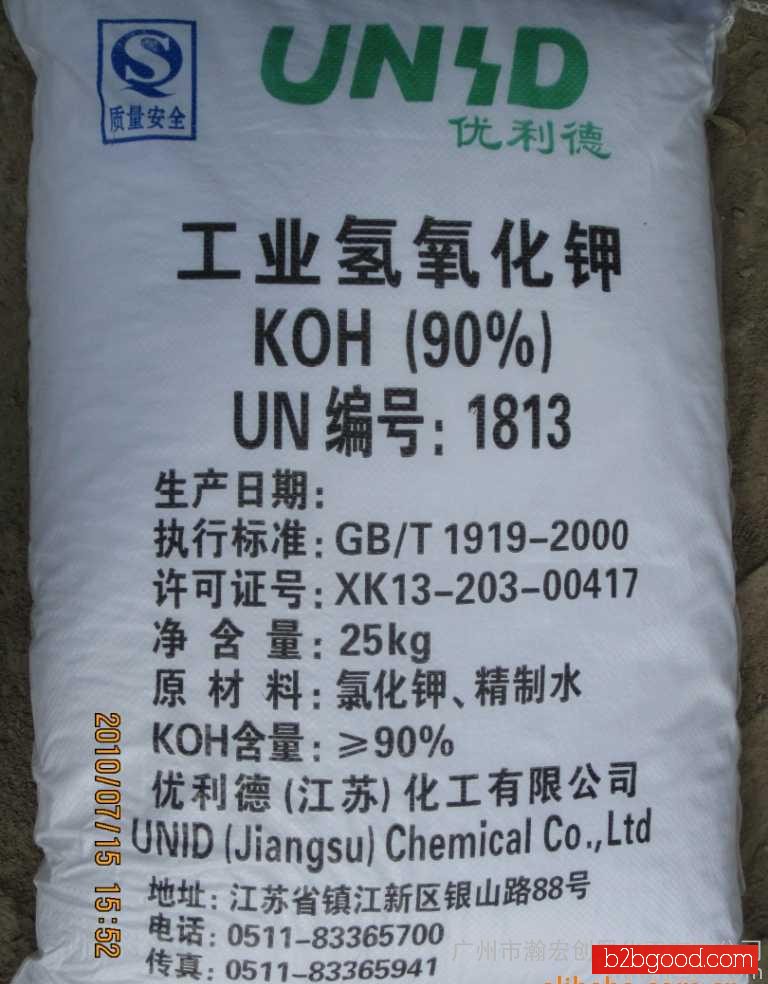 UNID
优利德
质量安全
工业氢氧化钾
KOH (90%)
UN编号: 1813
生产日期:
执行标准: GB/T 1919-2000
许可证号: XK13-203-00417
净含量: 25kg
原材料: 氯化钾、精制水
KOH含量: ≥90%
优利德(江苏)化工有限公司
UNID (Jiangsu) Chemical Co.,Ltd
地址: 江苏省镇江新区银山路88号
电话: 0511-83365700
传真: 0511-83365941
2010/07/15 15:52
广州市瀚宏创
b2bgood.com